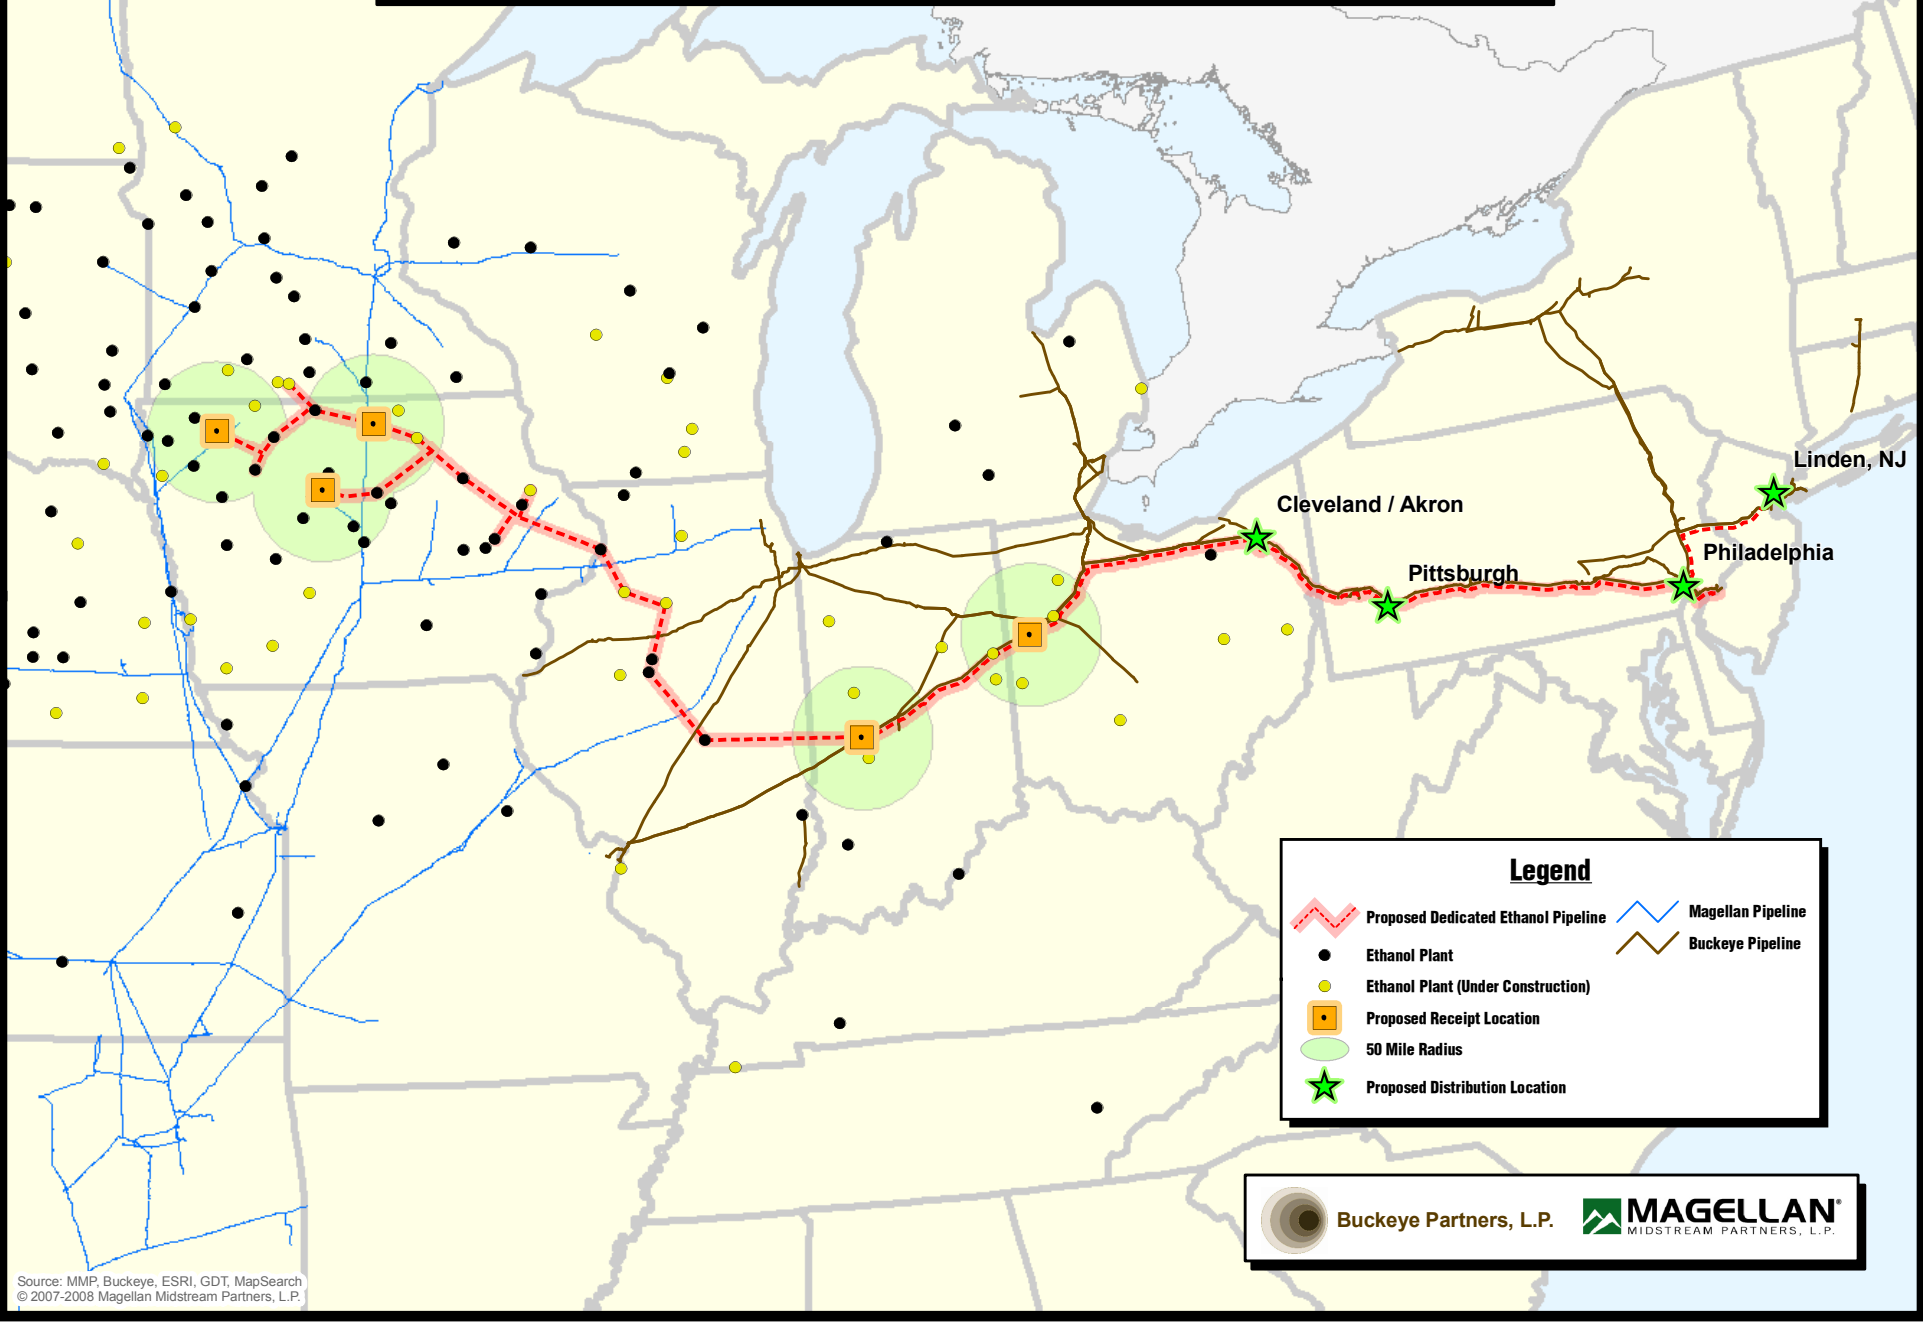 Linden, NJ
Cleveland / Akron
Philadelphia
Pittsburgh
Legend
Proposed Dedicated Ethanol Pipeline
Magellan Pipeline
Buckeye Pipeline
Ethanol Plant
Ethanol Plant (Under Construction)
Proposed Receipt Location
50 Mile Radius
Proposed Distribution Location
Buckeye Partners, L.P.
MAGELLAN®
MIDSTREAM PARTNERS, L.P.
Source: MMP, Buckeye, ESRI, GDT, MapSearch
© 2007-2008 Magellan Midstream Partners, L.P.